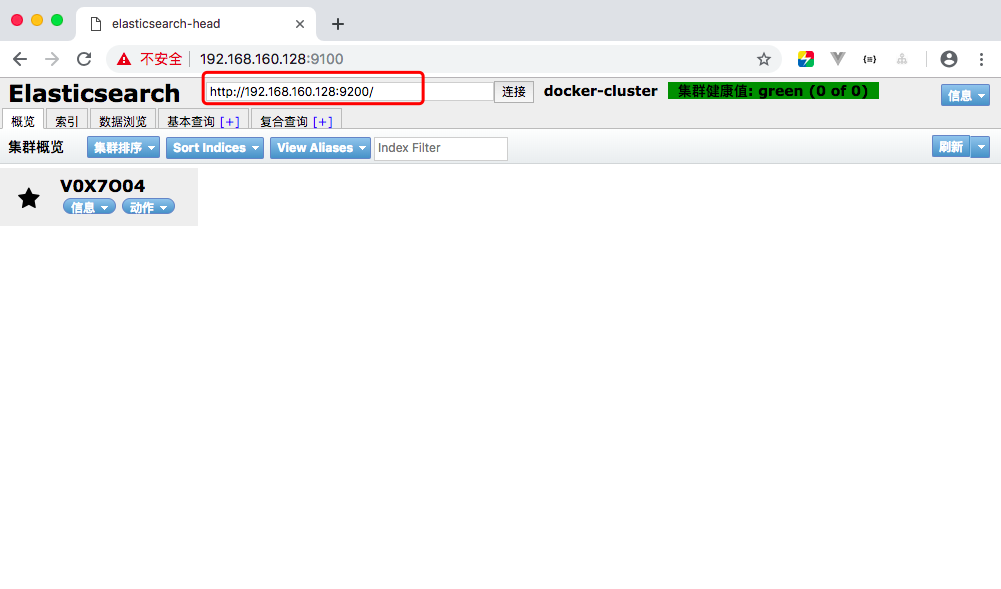 elasticsearch-head
不安全 192.168.160.128:9100
Elasticsearch http://192.168.160.128:9200/ 连接 docker-cluster 集群健康值: green (0 of 0) 信息
概览 索引 数据浏览 基本查询 [+] 复合查询 [+]
集群概览 集群排序 Sort Indices View Aliases Index Filter 刷新
V0X7O04
信息 动作